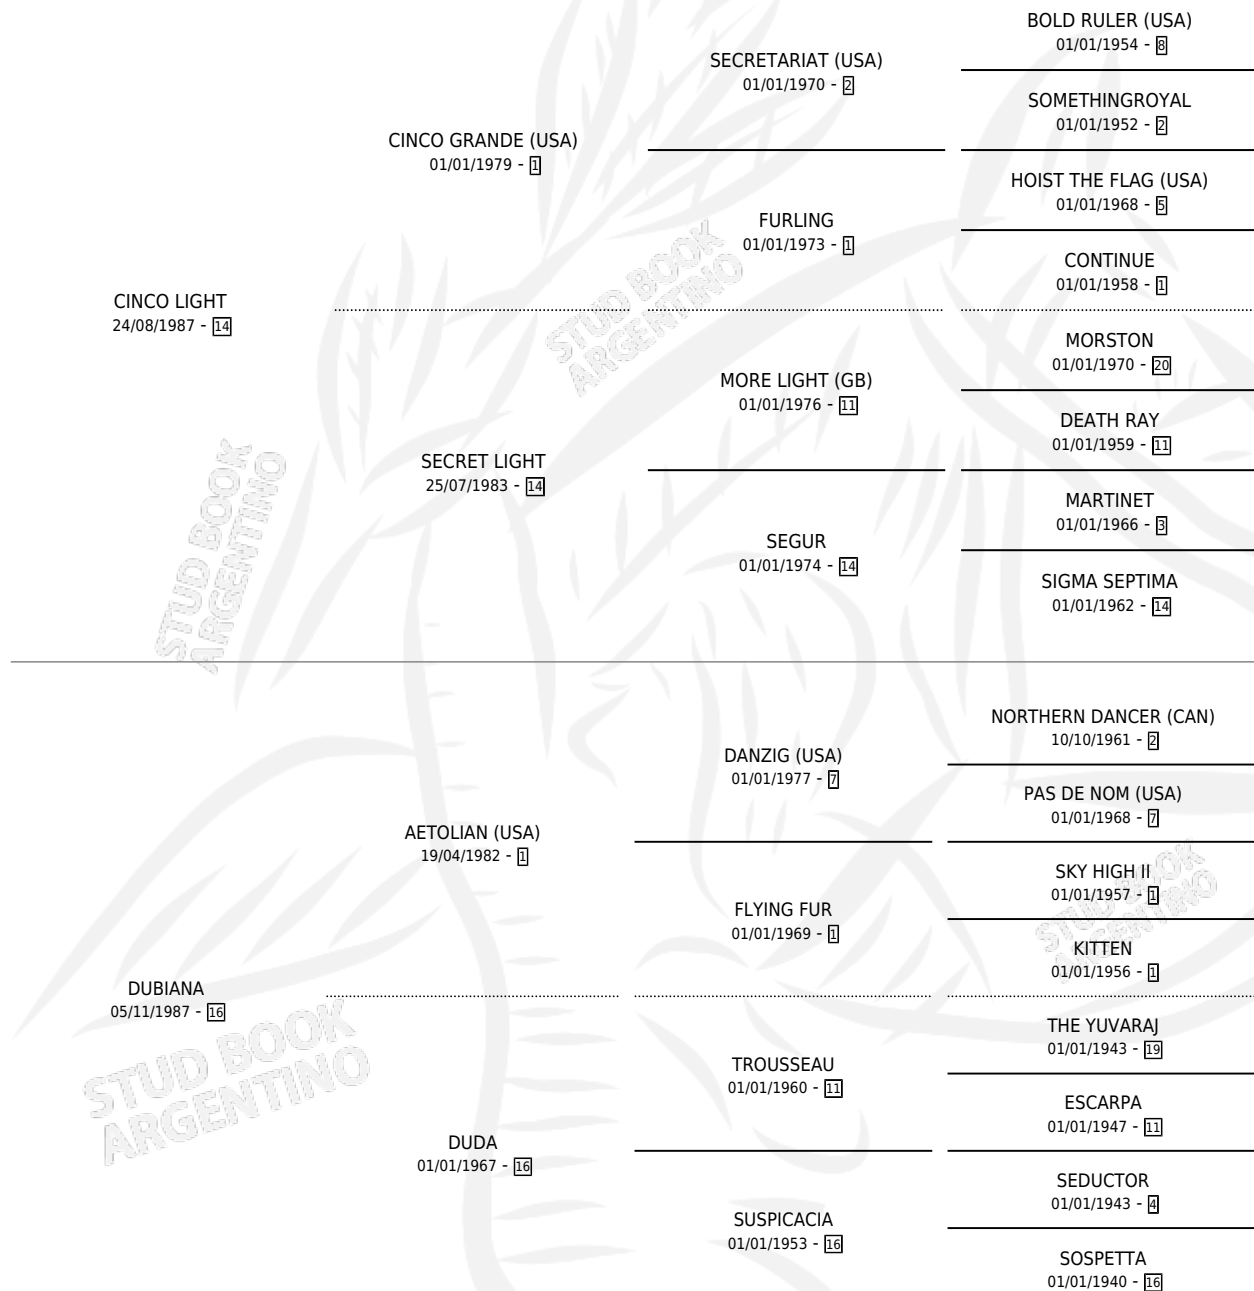 BOLD RULER (USA)
01/01/1954 - 8
SECRETARIAT (USA)
01/01/1970 - 2
SOMETHINGROYAL
01/01/1952 - 2
CINCO GRANDE (USA)
01/01/1979 - 1
HOIST THE FLAG (USA)
01/01/1968 - 5
FURLING
01/01/1973 - 1
CONTINUE
01/01/1958 - 1
CINCO LIGHT
24/08/1987 - 14
STUD BOOK
ARGENTINO
MORSTON
01/01/1970 - 20
MORE LIGHT (GB)
01/01/1976 - 11
DEATH RAY
01/01/1959 - 11
SECRET LIGHT
25/07/1983 - 14
MARTINET
01/01/1966 - 3
SEGUR
01/01/1974 - 14
SIGMA SEPTIMA
01/01/1962 - 14
STUD BOOK
ARGENTINO
NORTHERN DANCER (CAN)
10/10/1961 - 2
DANZIG (USA)
01/01/1977 - 7
PAS DE NOM (USA)
01/01/1968 - 7
AETOLIAN (USA)
19/04/1982 - 1
SKY HIGH II
01/01/1957 - 1
FLYING FUR
01/01/1969 - 1
KITTEN
01/01/1956 - 1
STUD BOOK
ARGENTINO
DUBIANA
05/11/1987 - 16
THE YUVARAJ
01/01/1943 - 19
TROUSSEAU
01/01/1960 - 11
ESCARPA
01/01/1947 - 11
STUD BOOK
ARGENTINO
DUDA
01/01/1967 - 16
SEDUCTOR
01/01/1943 - 4
SUSPICACIA
01/01/1953 - 16
SOSPETTA
01/01/1940 - 16